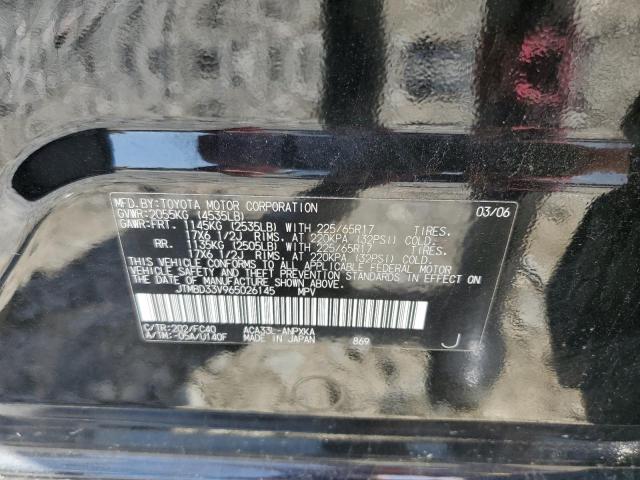 MFD.BY:TOYOTA MOTOR CORPORATION 03/06
GVWR:2055KG (4535LB)
GAWR:FRT. 1145KG (2535LB) WITH 225/65R17 TIRES.
17X6 1/2J RIMS. AT 220KPA (32PSI) COLD.
RR. 1135KG (2505LB) WITH 225/65R17 TIRES.
17X6 1/2J RIMS. AT 220KPA (32PSI) COLD.
THIS VEHICLE CONFORMS TO ALL APPLICABLE FEDERAL MOTOR
VEHICLE SAFETY STANDARDS IN EFFECT ON THE
DATE OF MANUFACTURE SHOWN ABOVE.
JTMBD33V965026145 MPV
C/TR:202/FC40 ACA33L-ANPXKA
A/TM:-05A/U140F MADE IN JAPAN 869 J